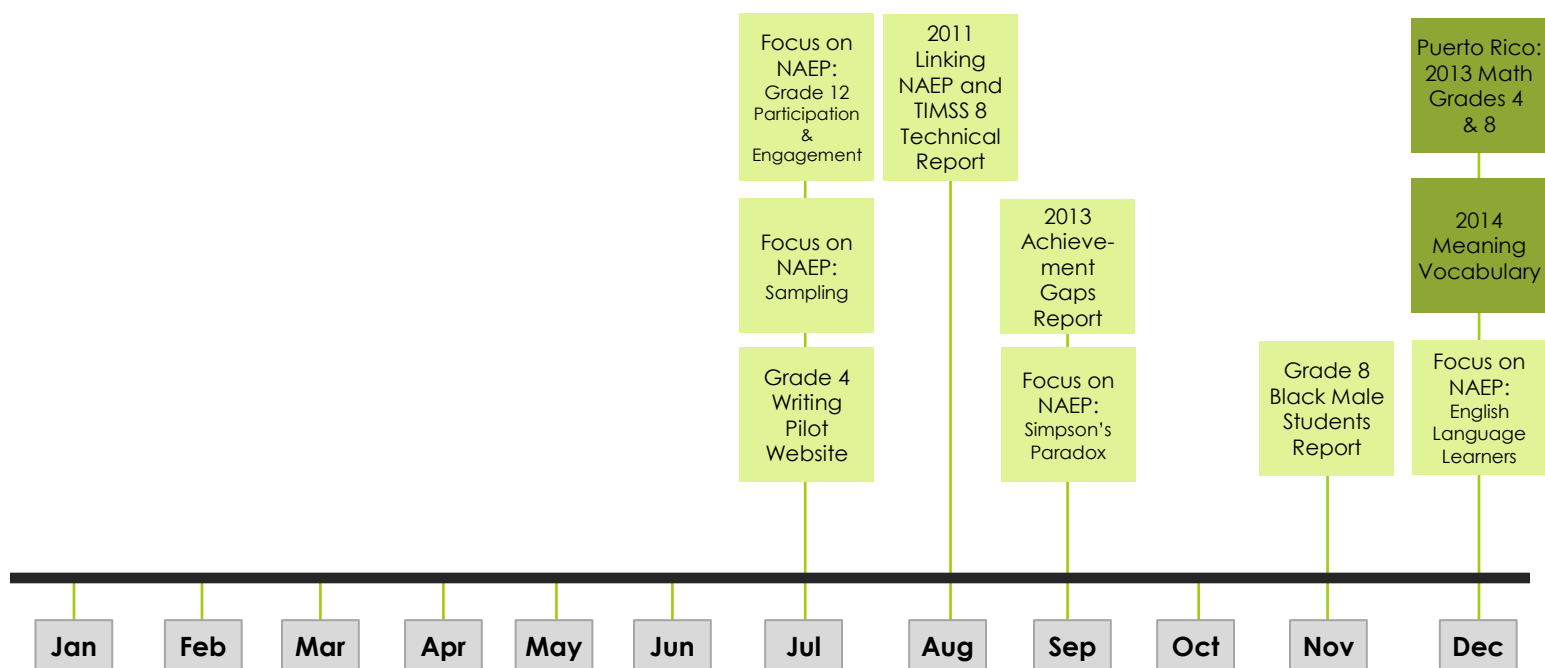 Focus on
NAEP:
Grade 12
Participation
&
Engagement
Focus on
NAEP:
Sampling
Grade 4
Writing
Pilot
Website
2011
Linking
NAEP and
TIMSS 8
Technical
Report
2013
Achieve-
ment
Gaps
Report
Focus on
NAEP:
Simpson’s
Paradox
Grade 8
Black Male
Students
Report
Puerto Rico:
2013 Math
Grades 4
& 8
2014
Meaning
Vocabulary
Focus on
NAEP:
English
Language
Learners
Jan
Feb
Mar
Apr
May
Jun
Jul
Aug
Sep
Oct
Nov
Dec